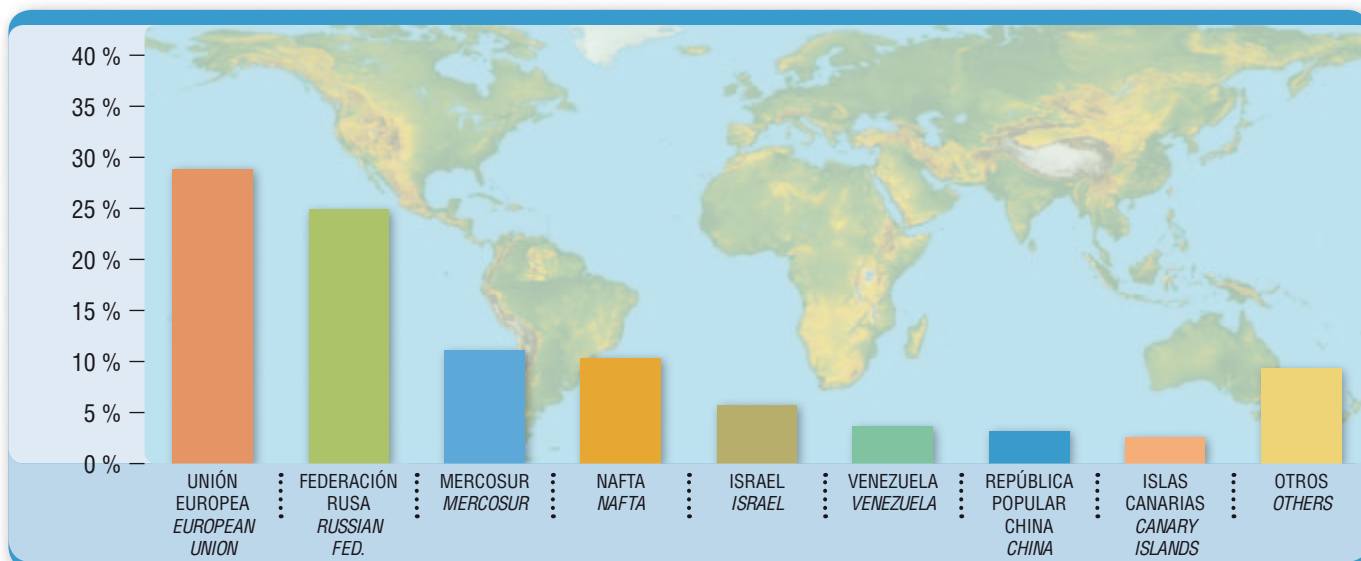 40 %
35 %
30 %
25 %
20 %
15 %
10 %
5 %
0 %
UNIÓN
EUROPEA
EUROPEAN
UNION
FEDERACIÓN
RUSA
RUSSIAN
FED.
MERCOSUR
MERCOSUR
NAFTA
NAFTA
ISRAEL
ISRAEL
VENEZUELA
VENEZUELA
REPÚBLICA
POPULAR
CHINA
CHINA
ISLAS
CANARIAS
CANARY
ISLANDS
OTROS
OTHERS